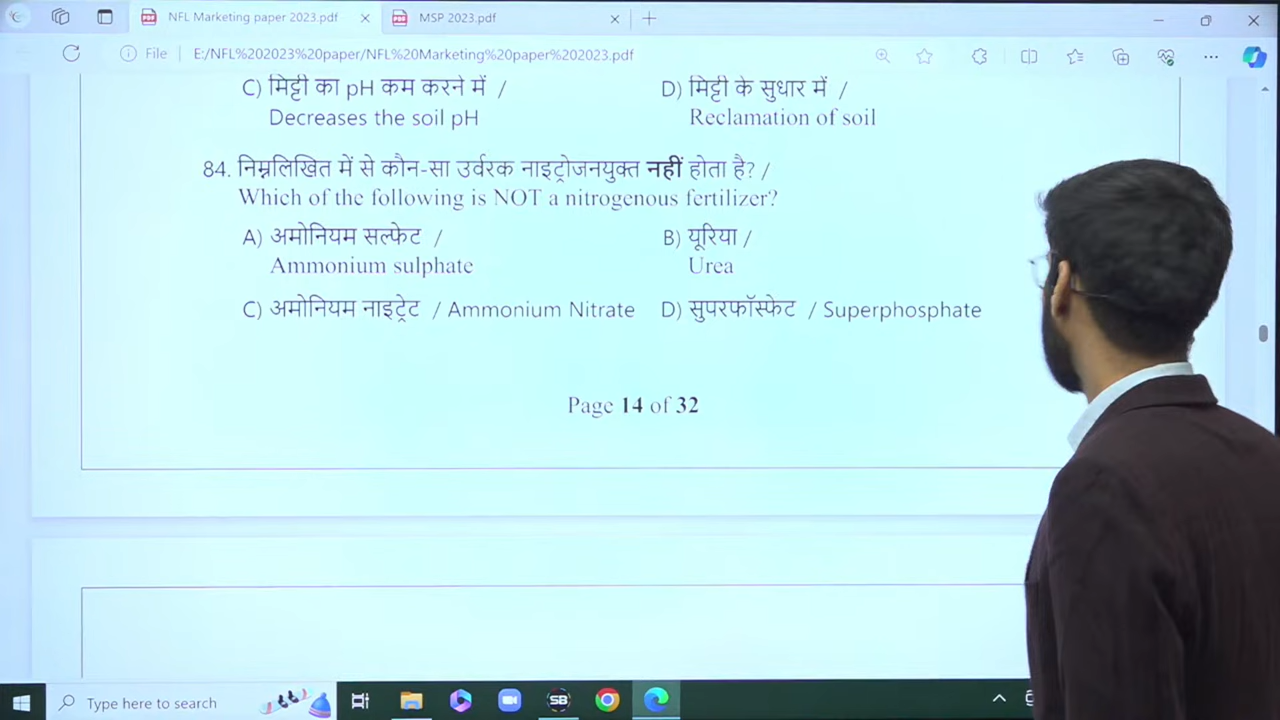 NFL Marketing paper 2023.pdf
MSP 2023.pdf
File
E:/NFL%202023%20paper/NFL%20Marketing%20paper%202023.pdf
C) मिट्टी का pH कम करने में / D) मिट्टी के सुधार में /
Decreases the soil pH Reclamation of soil
84. निम्नलिखित में से कौन-सा उर्वरक नाइट्रोजनयुक्त नहीं होता है? /
Which of the following is NOT a nitrogenous fertilizer?
A) अमोनियम सल्फेट / B) यूरिया /
Ammonium sulphate Urea
C) अमोनियम नाइट्रेट / Ammonium Nitrate D) सुपरफॉस्फेट / Superphosphate
Page 14 of 32
Type here to search
SB